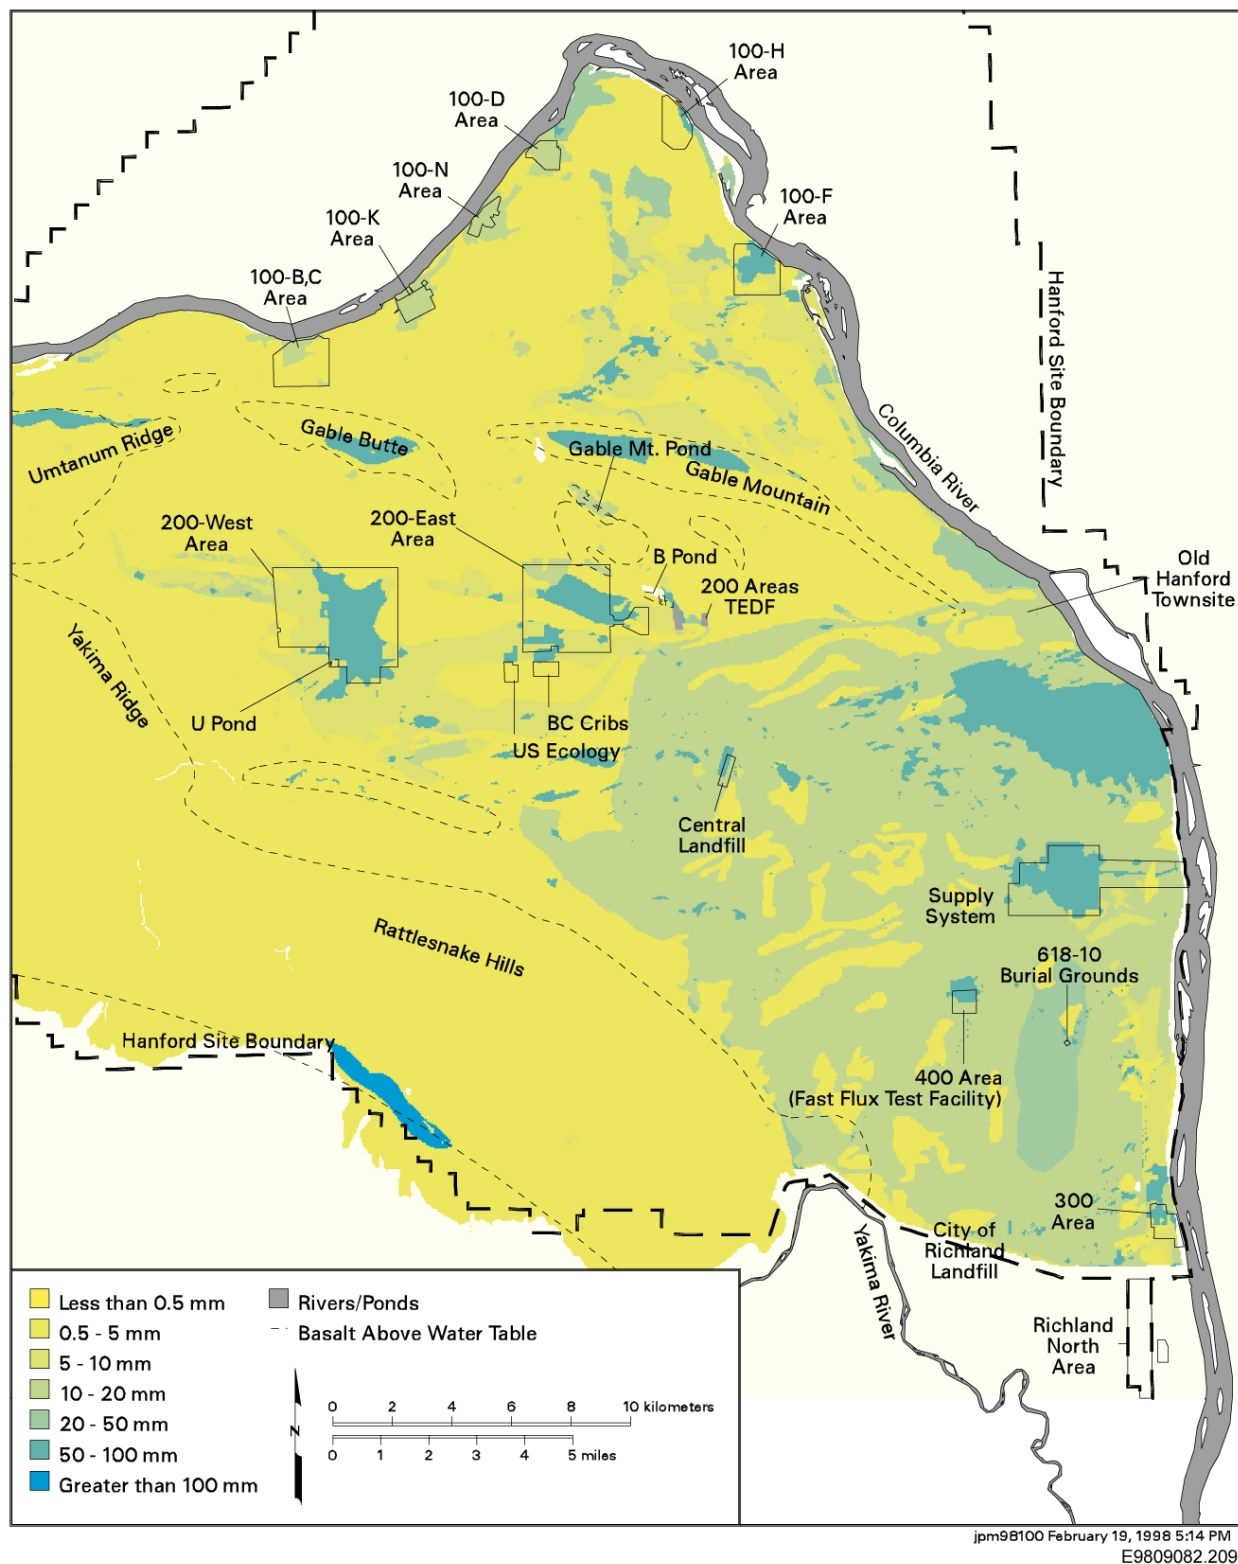 100-H
Area
100-D
Area
100-N
Area
100-F
Area
100-K
Area
100-B,C
Area
Hanford Site Boundary
Columbia River
Umtanum Ridge
Gable Butte
Gable Mt. Pond
Gable Mountain
200-West
Area
200-East
Area
B Pond
200 Areas
TEDF
Old
Hanford
Townsite
Yakima Ridge
U Pond
BC Cribs
US Ecology
Central
Landfill
Supply
System
Rattlesnake Hills
618-10
Burial Grounds
Hanford Site Boundary
400 Area
(Fast Flux Test Facility)
300
Area
City of
Richland
Landfill
Yakima River
Richland
North
Area
Less than 0.5 mm
0.5 - 5 mm
5 - 10 mm
10 - 20 mm
20 - 50 mm
50 - 100 mm
Greater than 100 mm
Rivers/Ponds
Basalt Above Water Table
N
0 2 4 6 8 10 kilometers
0 1 2 3 4 5 miles
jpm98100 February 19, 1998 5:14 PM
E9809082.209